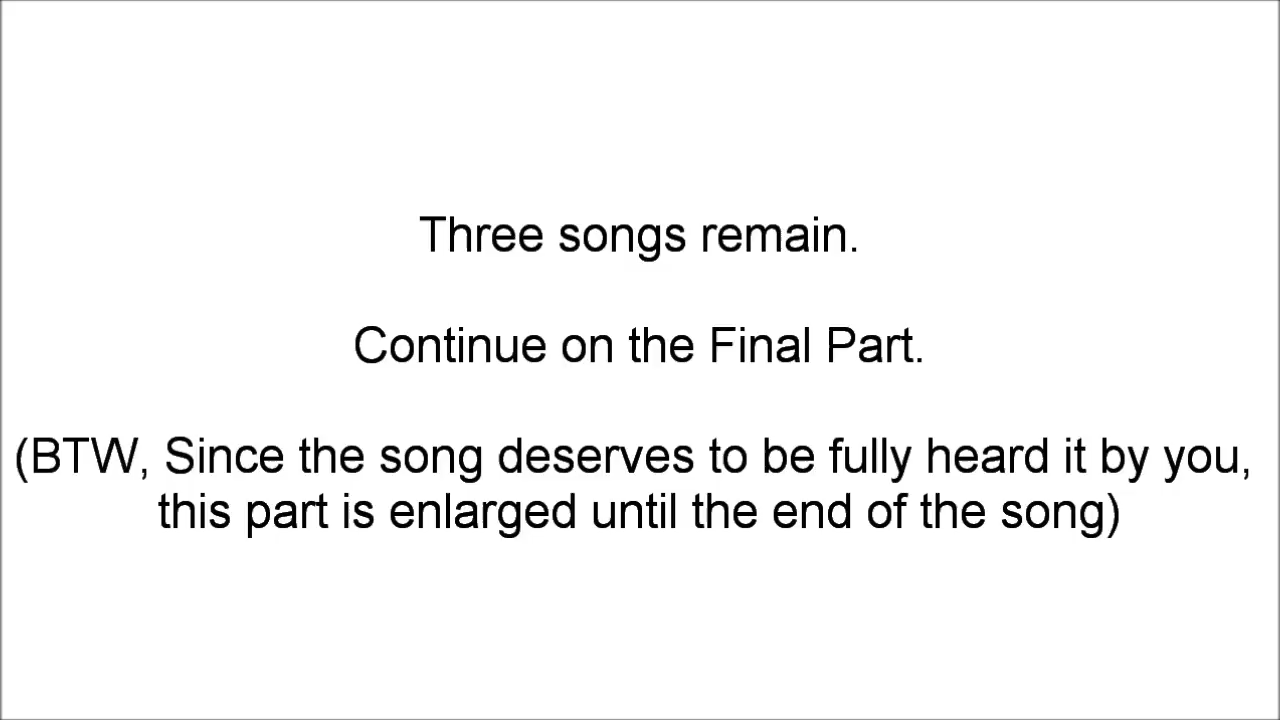 Three songs remain.
Continue on the Final Part.
(BTW, Since the song deserves to be fully heard it by you,
this part is enlarged until the end of the song)